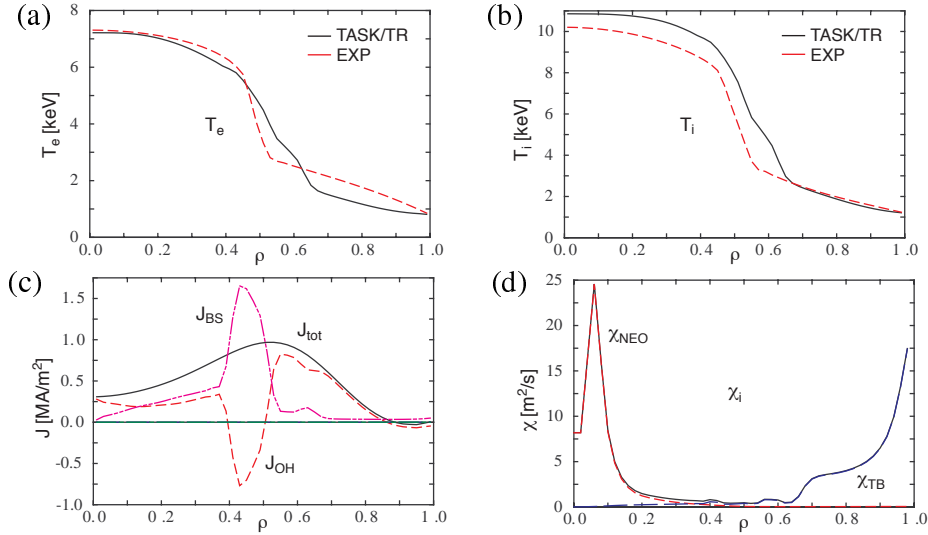 (a)
8
6
4
2
0
T_e [keV]
TASK/TR
EXP
T_e
0.0 0.2 0.4 0.6 0.8 1.0
ρ
(b)
10
8
6
4
2
0
T_i [keV]
TASK/TR
EXP
T_i
0.0 0.2 0.4 0.6 0.8 1.0
ρ
(c)
1.5
1.0
0.5
0.0
-0.5
-1.0
J [MA/m²]
J_BS
J_tot
J_OH
0.0 0.2 0.4 0.6 0.8 1.0
ρ
(d)
25
20
15
10
5
0
χ [m²/s]
χ_NEO
χ_i
χ_TB
0.0 0.2 0.4 0.6 0.8 1.0
ρ